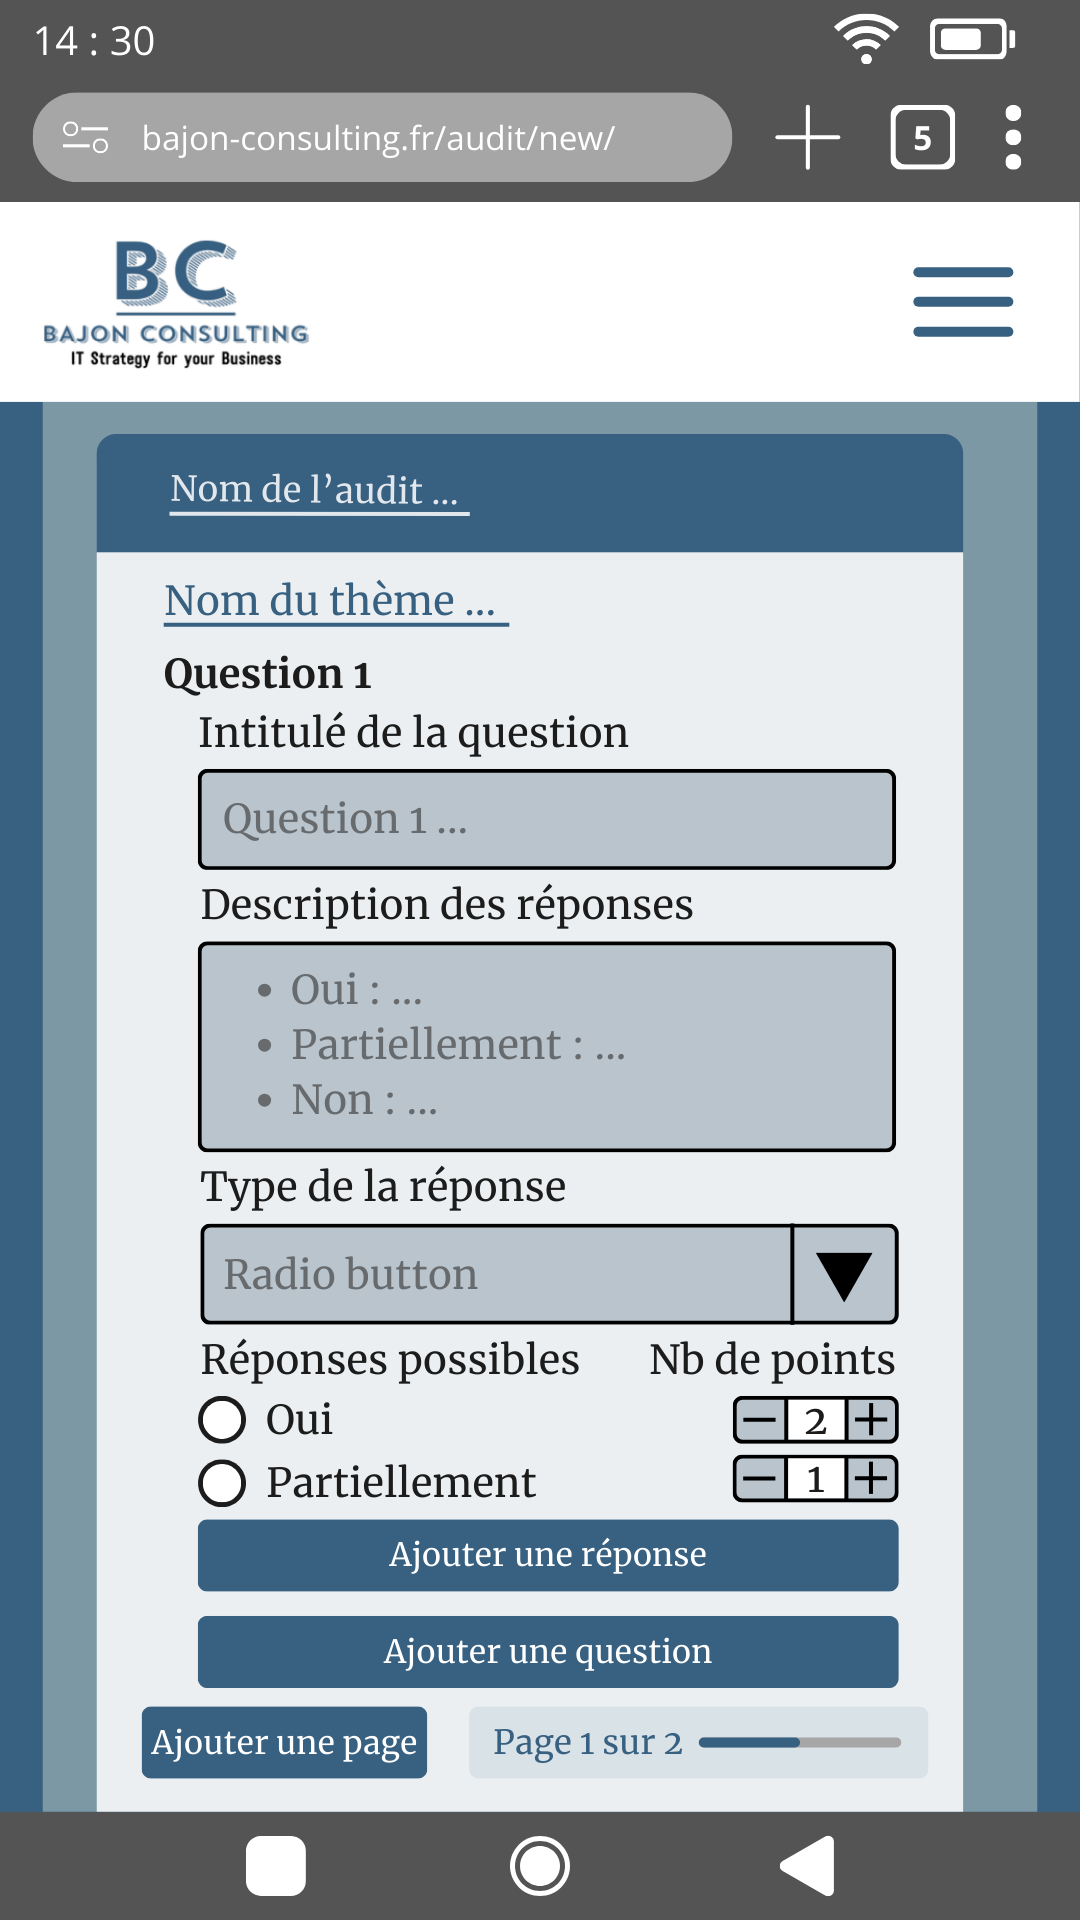 14 : 30
bajon-consulting.fr/audit/new/
5
BC
BAJON CONSULTING
IT Strategy for your Business
Nom de l’audit ...
Nom du thème ...
Question 1
Intitulé de la question
Question 1 ...
Description des réponses
• Oui : ...
• Partiellement : ...
• Non : ...
Type de la réponse
Radio button
Réponses possibles Nb de points
Oui 2
Partiellement 1
Ajouter une réponse
Ajouter une question
Ajouter une page Page 1 sur 2